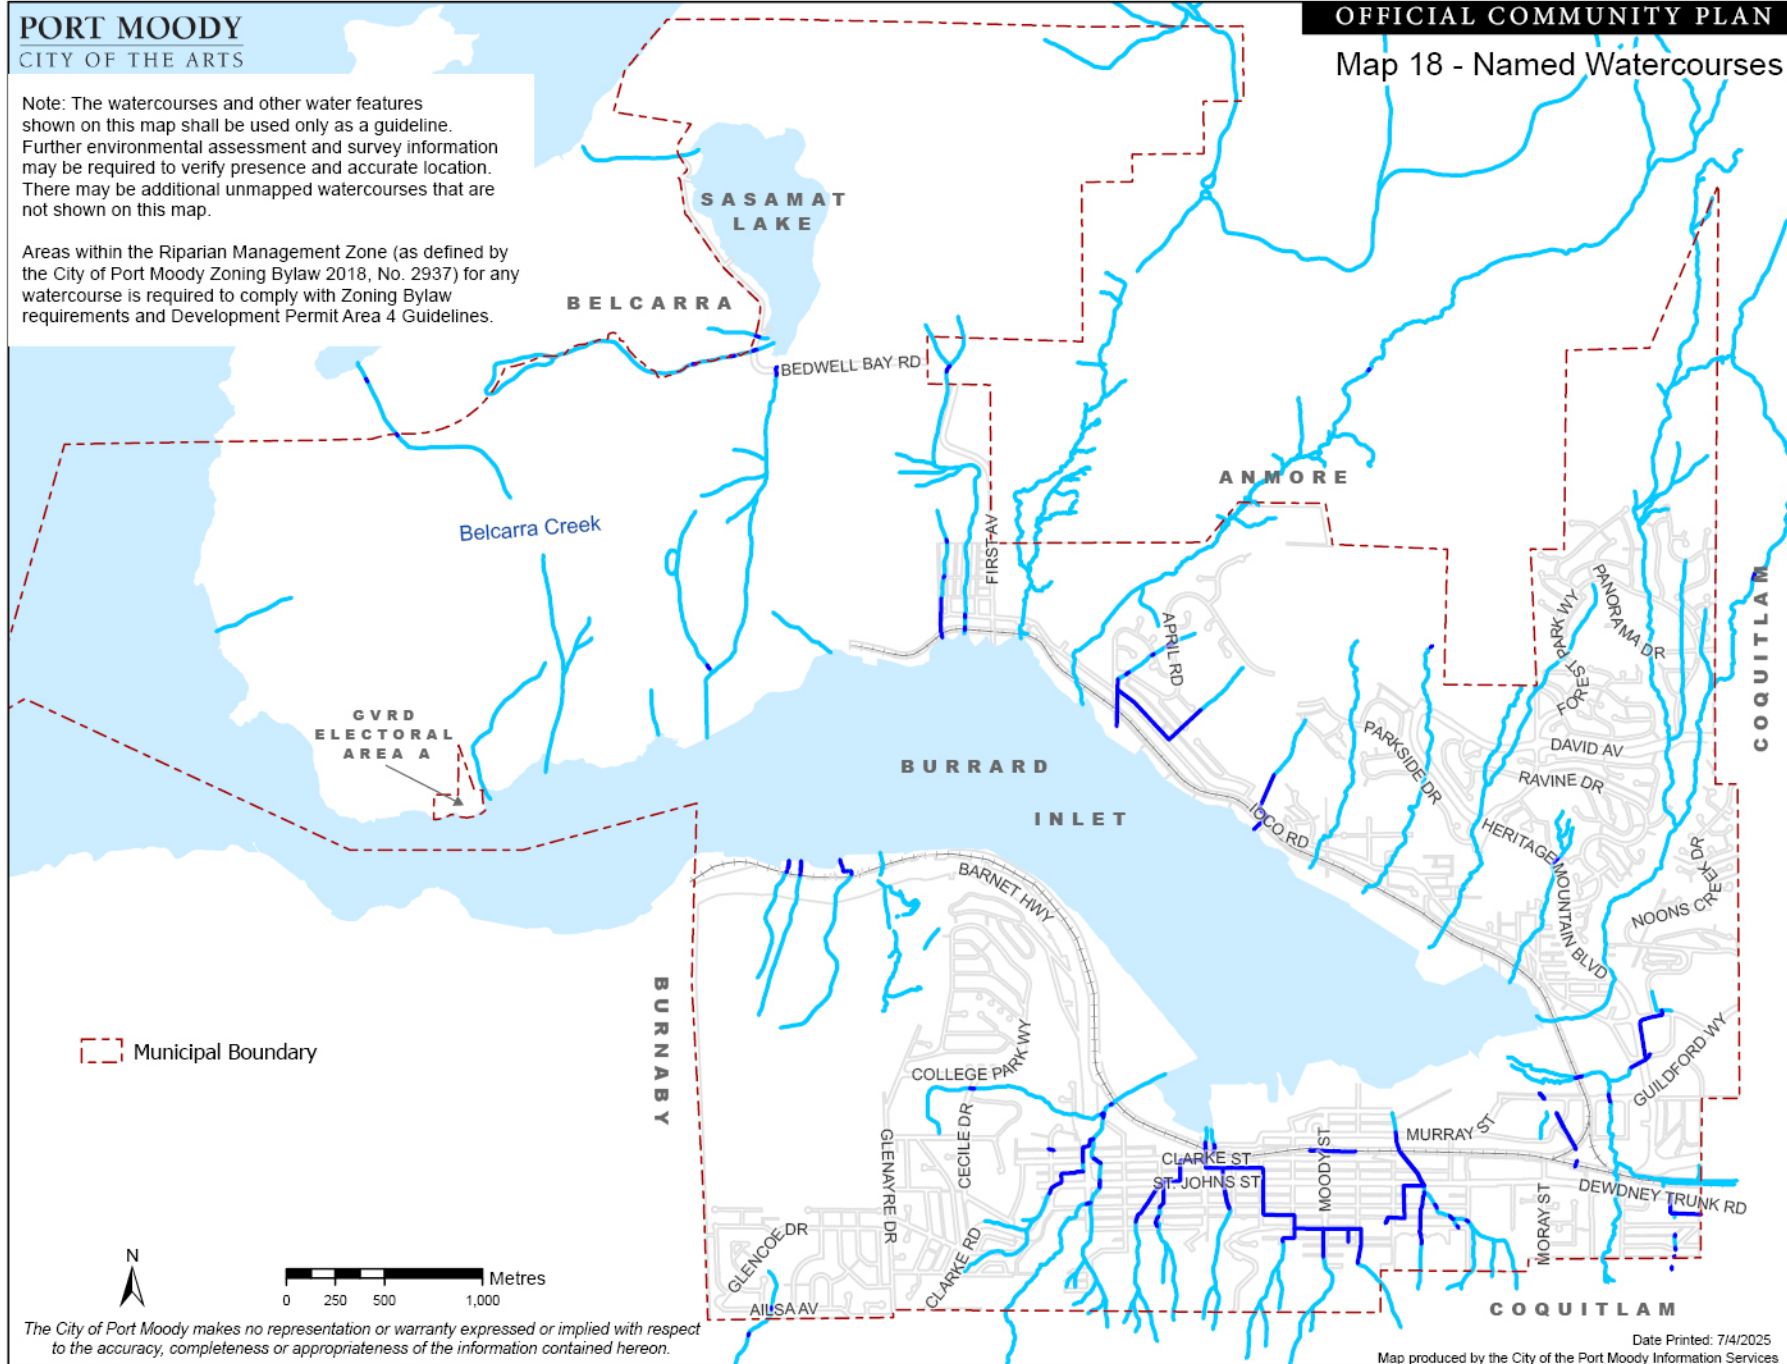 PORT MOODY
CITY OF THE ARTS
OFFICIAL COMMUNITY PLAN
Map 18 - Named Watercourses
Note: The watercourses and other water features
shown on this map shall be used only as a guideline.
Further environmental assessment and survey information
may be required to verify presence and accurate location.
There may be additional unmapped watercourses that are
not shown on this map.
Areas within the Riparian Management Zone (as defined by
the City of Port Moody Zoning Bylaw 2018, No. 2937) for any
watercourse is required to comply with Zoning Bylaw
requirements and Development Permit Area 4 Guidelines.
SASAMAT
LAKE
BELCARRA
BEDWELL BAY RD
ANMORE
Belcarra Creek
FIRST AV
APRIL RD
FOREST PARK WY
PANORAMA DR
COQUITLAM
GVRD
ELECTORAL
AREA A
BURRARD
INLET
PARKSIDE DR
DAVID AV
RAVINE DR
IOCO RD
HERITAGE MOUNTAIN BLVD
NOONS CREEK DR
BARNET HWY
BURNABY
Municipal Boundary
COLLEGE PARK WY
GUILDFORD WY
CECILE DR
GLENAYRE DR
CLARKE ST
ST. JOHNS ST
MOODY ST
MURRAY ST
DEWDNEY TRUNK RD
MORAY ST
GLENCOE DR
CLARKE RD
AILSA AV
COQUITLAM
N
Metres
0 250 500 1,000
The City of Port Moody makes no representation or warranty expressed or implied with respect
to the accuracy, completeness or appropriateness of the information contained hereon.
Date Printed: 7/4/2025
Map produced by the City of the Port Moody Information Services